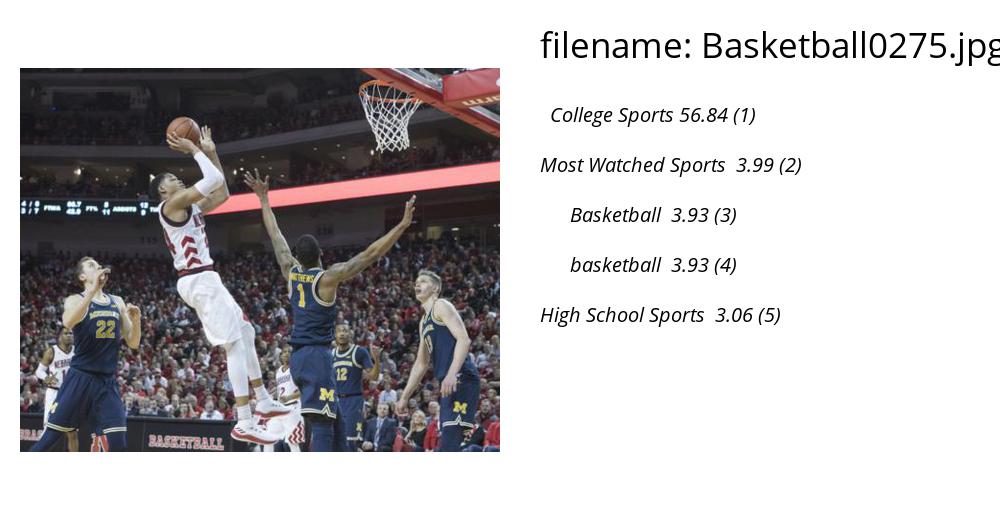 filename: Basketball0275.jpg
College Sports 56.84 (1)
Most Watched Sports 3.99 (2)
Basketball 3.93 (3)
basketball 3.93 (4)
High School Sports 3.06 (5)
MATTHEWS
1
MICHIGAN
22
12
M
M
BASKETBALL